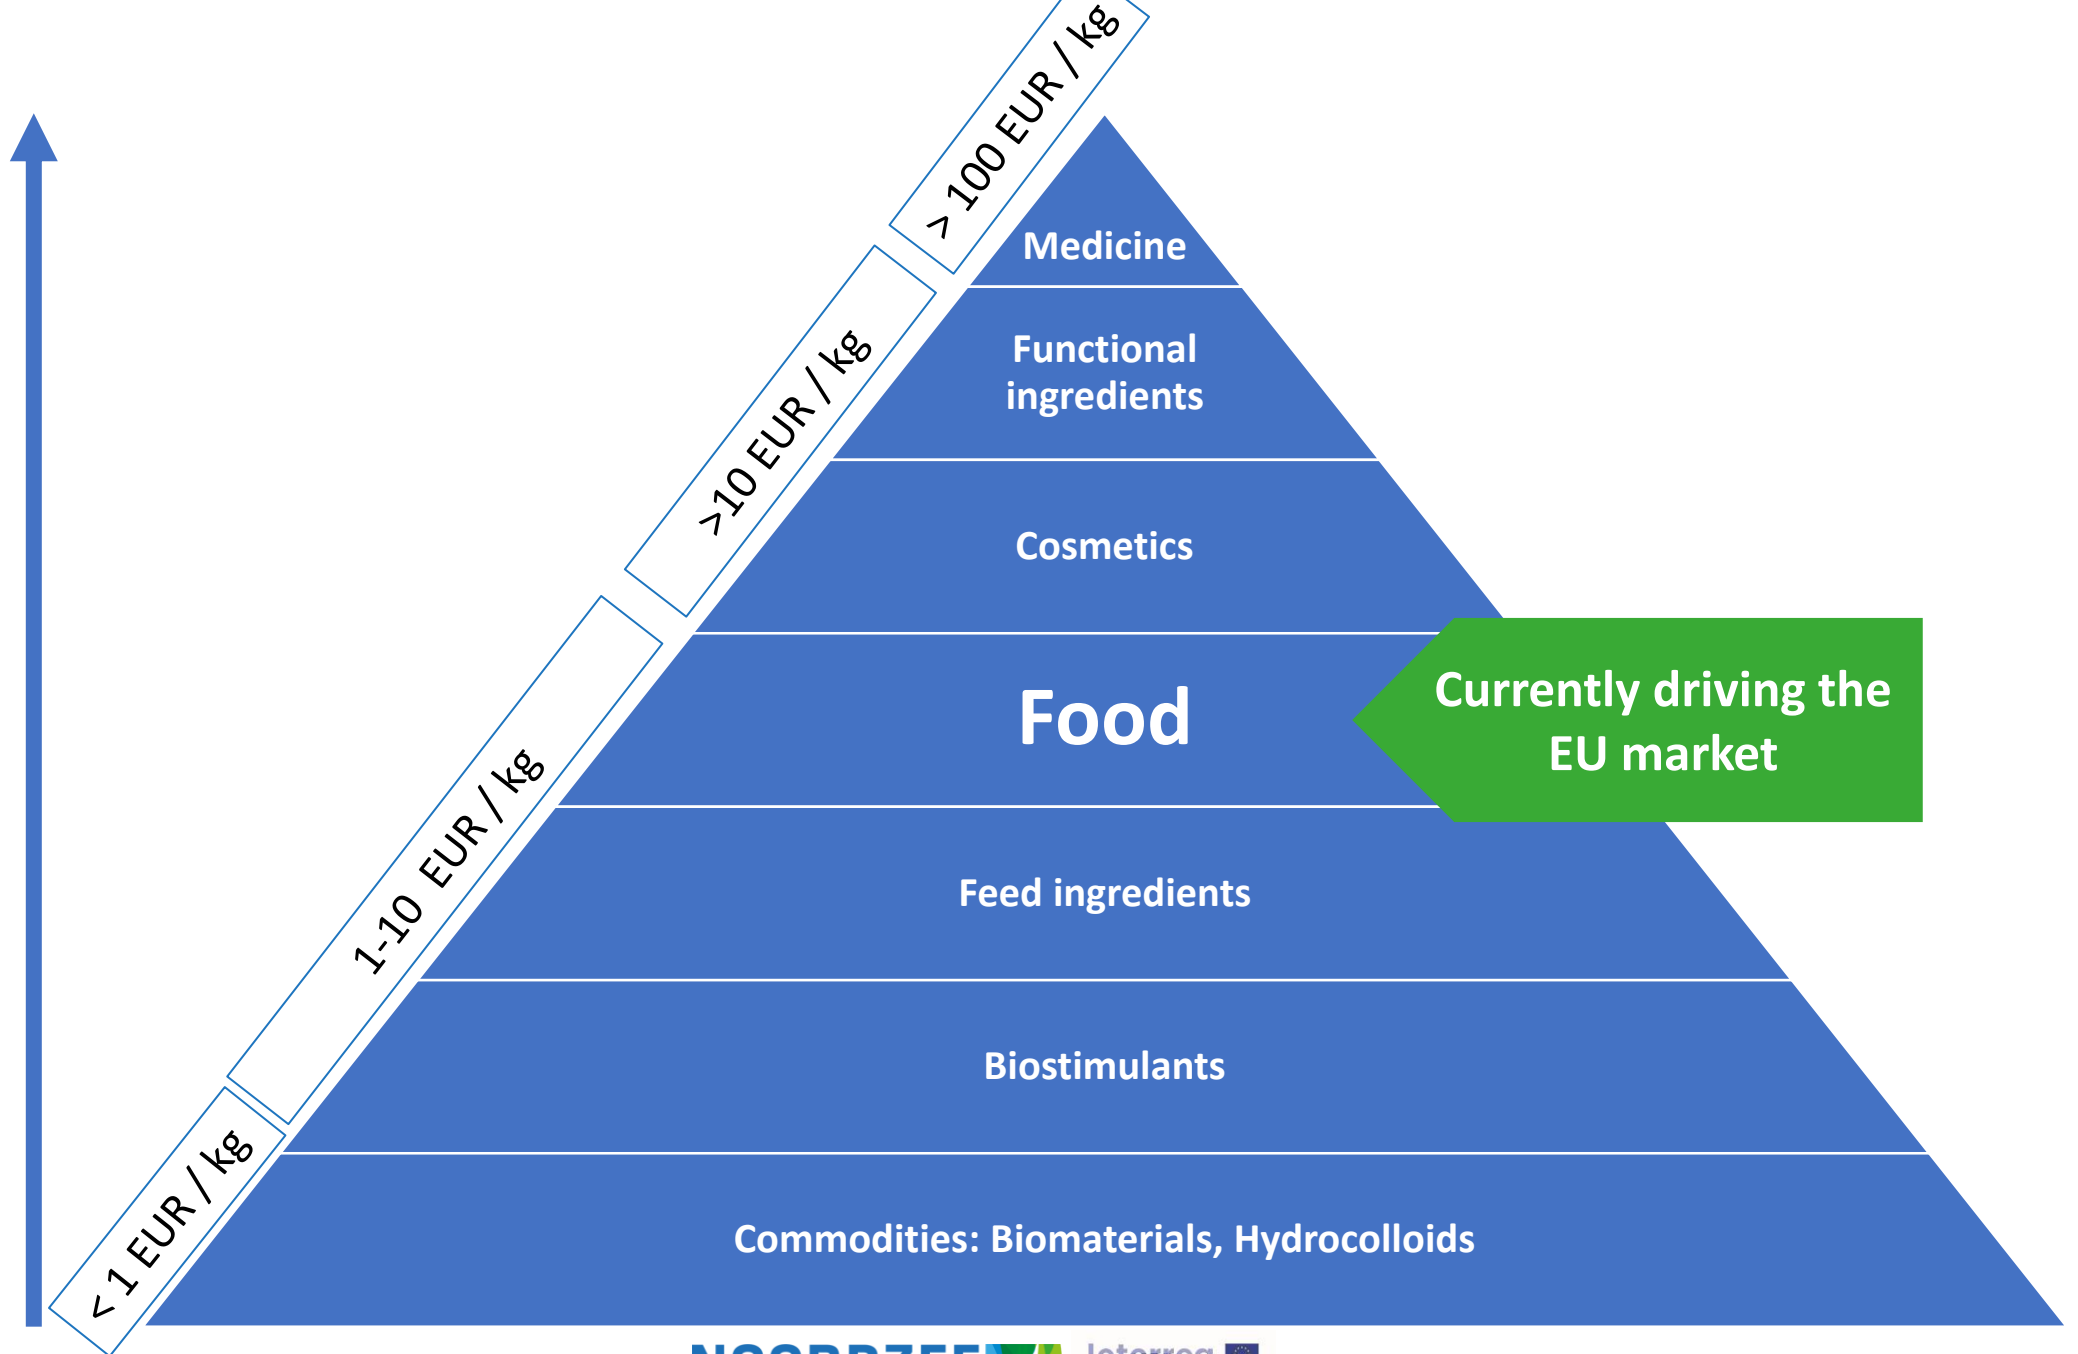 > 100 EUR / kg
Medicine
Functional
ingredients
>10 EUR / kg
Cosmetics
Food
Currently driving the
EU market
1-10 EUR / kg
Feed ingredients
Biostimulants
< 1 EUR / kg
Commodities: Biomaterials, Hydrocolloids
Interreg